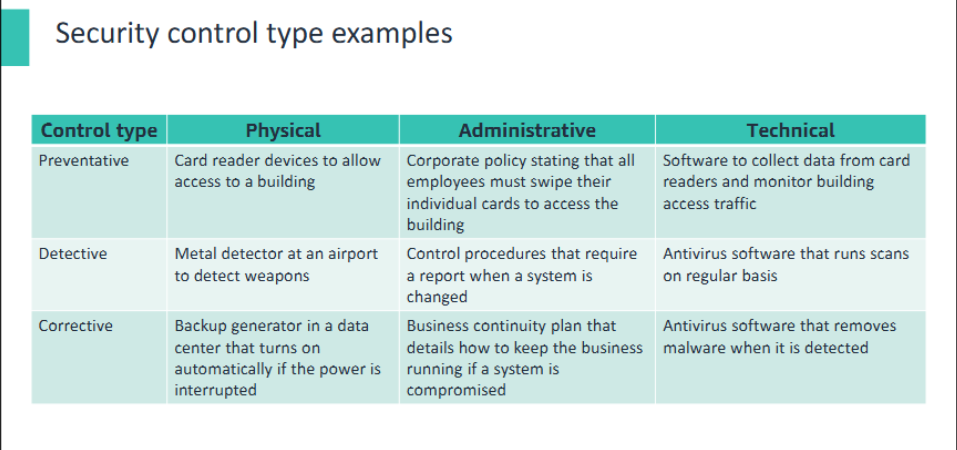 Security control type examples
Control type Physical Administrative Technical
Preventative
Card reader devices to allow
access to a building
Corporate policy stating that all
employees must swipe their
individual cards to access the
building
Software to collect data from card
readers and monitor building
access traffic
Detective
Metal detector at an airport
to detect weapons
Control procedures that require
a report when a system is
changed
Antivirus software that runs scans
on regular basis
Corrective
Backup generator in a data
center that turns on
automatically if the power is
interrupted
Business continuity plan that
details how to keep the business
running if a system is
compromised
Antivirus software that removes
malware when it is detected